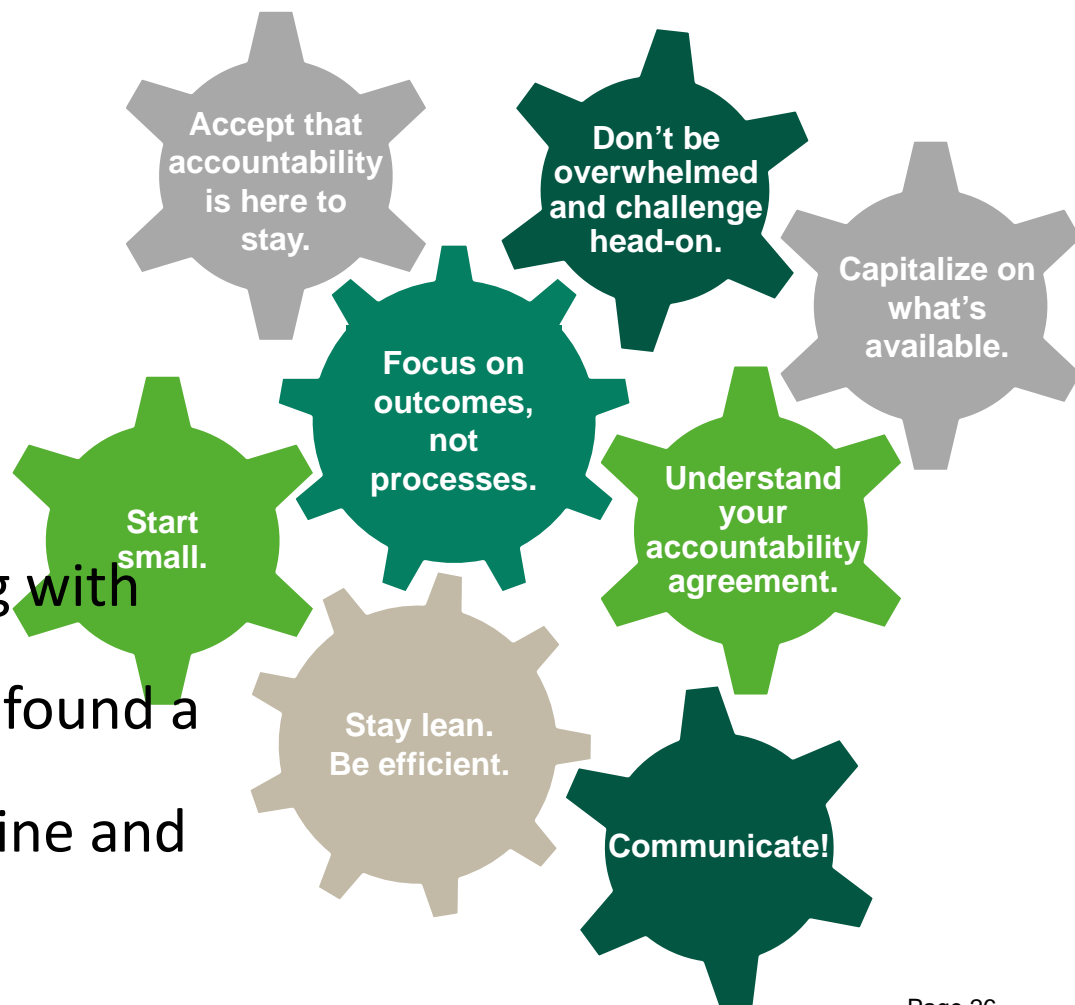 Accept that
accountability
is here to
stay.
Don't be
overwhelmed
and challenge
head-on.
Capitalize on
what's
available.
Focus on
outcomes,
not
processes.
Start
small.
Understand
your
accountability
agreement.
with
found a
and
Stay lean.
Be efficient.
Communicate!